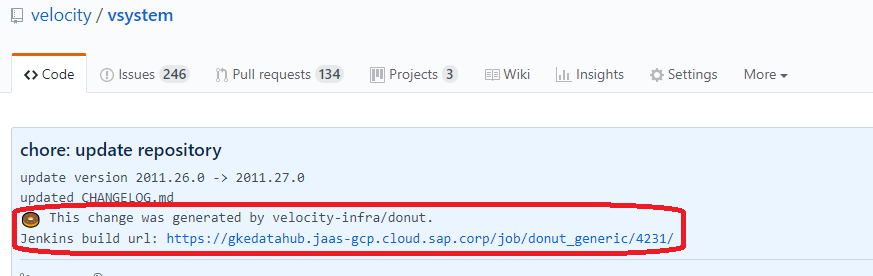 velocity / vsystem
Code Issues 246 Pull requests 134 Projects 3 Wiki Insights Settings More
chore: update repository
update version 2011.26.0 -> 2011.27.0
updated CHANGELOG.md
This change was generated by velocity-infra/donut.
Jenkins build url: https://gkedatahub.jaas-gcp.cloud.sap.corp/job/donut_generic/4231/